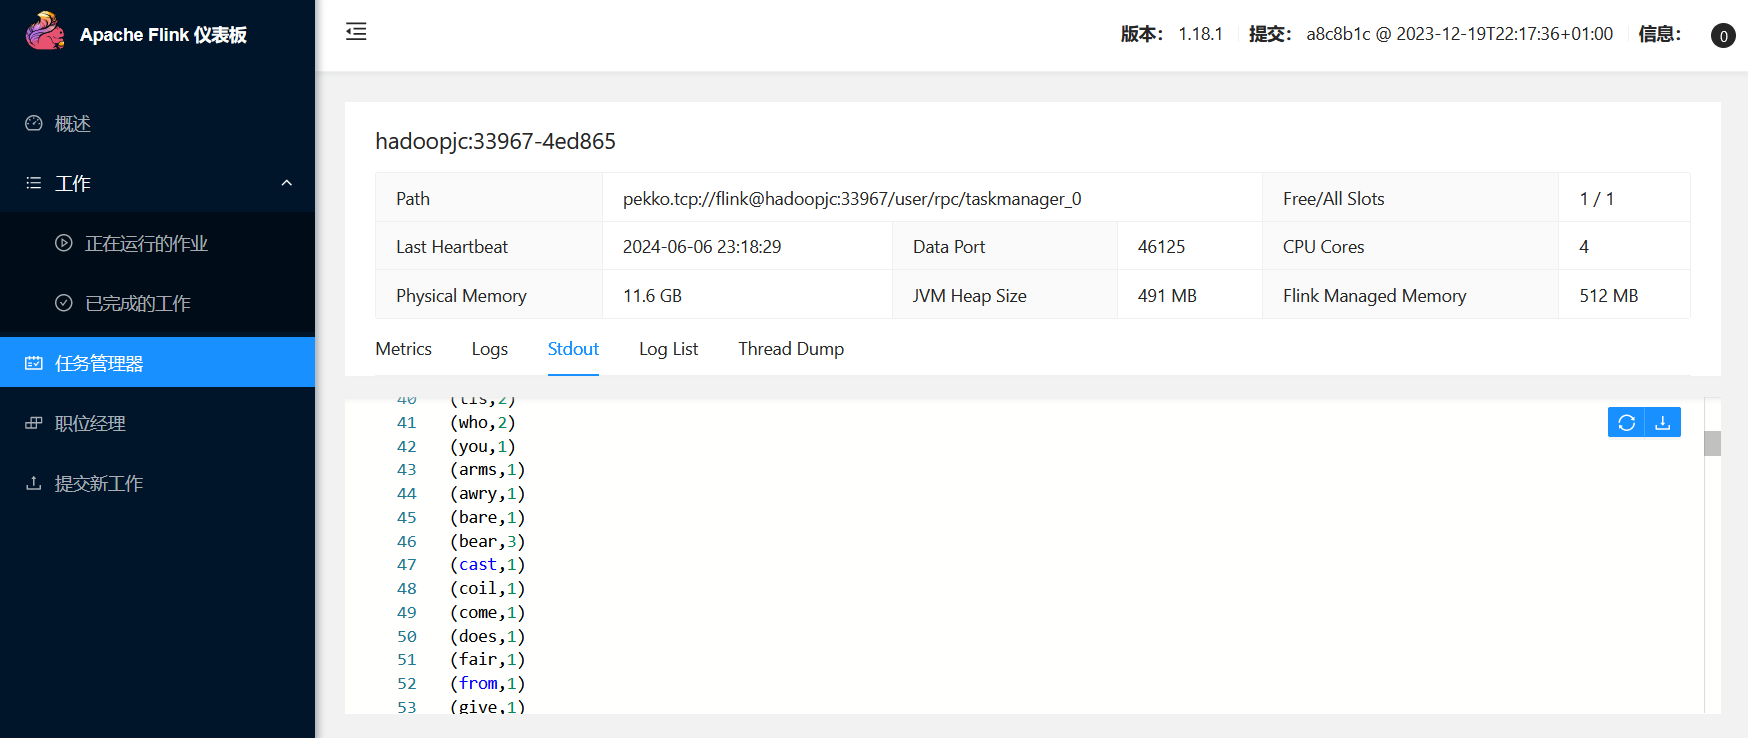 Apache Flink 仪表板
版本： 1.18.1 提交： a8c8b1c @ 2023-12-19T22:17:36+01:00 信息： 0
概述
工作
正在运行的作业
已完成的工作
任务管理器
职位经理
提交新工作
hadoopjc:33967-4ed865
Path pekko.tcp://flink@hadoopjc:33967/user/rpc/taskmanager_0 Free/All Slots 1 / 1
Last Heartbeat 2024-06-06 23:18:29 Data Port 46125 CPU Cores 4
Physical Memory 11.6 GB JVM Heap Size 491 MB Flink Managed Memory 512 MB
Metrics Logs Stdout Log List Thread Dump
40 (tis,2)
41 (who,2)
42 (you,1)
43 (arms,1)
44 (awry,1)
45 (bare,1)
46 (bear,3)
47 (cast,1)
48 (coil,1)
49 (come,1)
50 (does,1)
51 (fair,1)
52 (from,1)
53 (give,1)